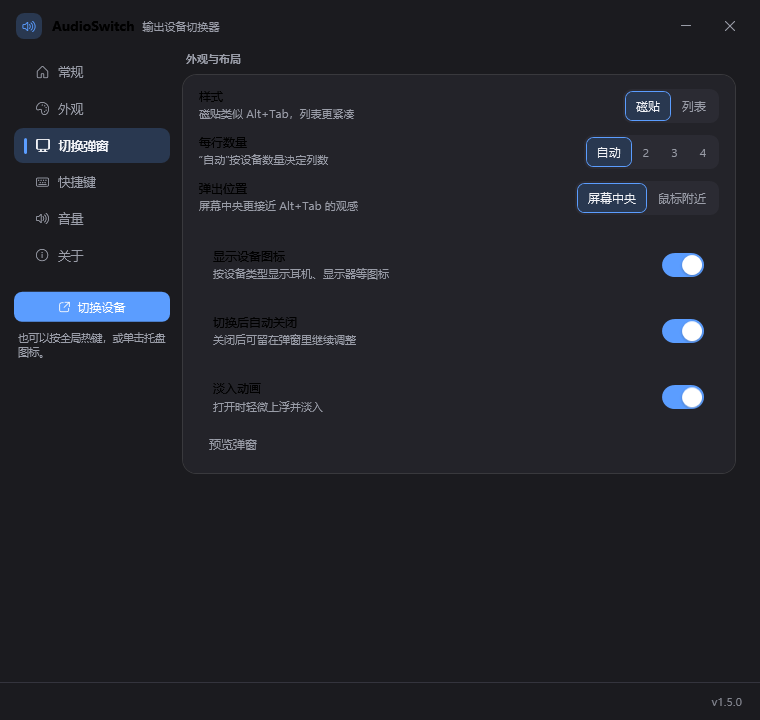 AudioSwitch 输出设备切换器
常规
外观
切换弹窗
快捷键
音量
关于
切换设备
也可以按全局热键，或单击托盘
图标。
外观与布局
样式
磁贴类似 Alt+Tab，列表更紧凑
磁贴 列表
每行数量
"自动"按设备数量决定列数
自动 2 3 4
弹出位置
屏幕中央更接近 Alt+Tab 的观感
屏幕中央 鼠标附近
显示设备图标
按设备类型显示耳机、显示器等图标
切换后自动关闭
关闭后可留在弹窗里继续调整
淡入动画
打开时轻微上浮并淡入
预览弹窗
v1.5.0